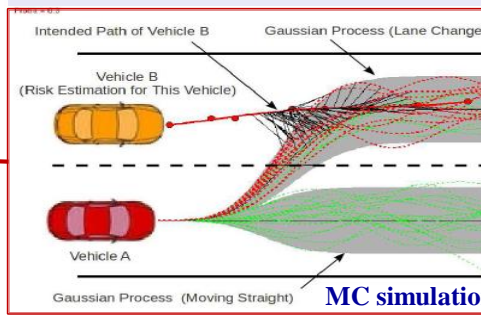 Intended Path of Vehicle B
Gaussian Process (Lane Change
Vehicle B
(Risk Estimation for This Vehicle)
Vehicle A
Gaussian Process (Moving Straight)
MC simulatio